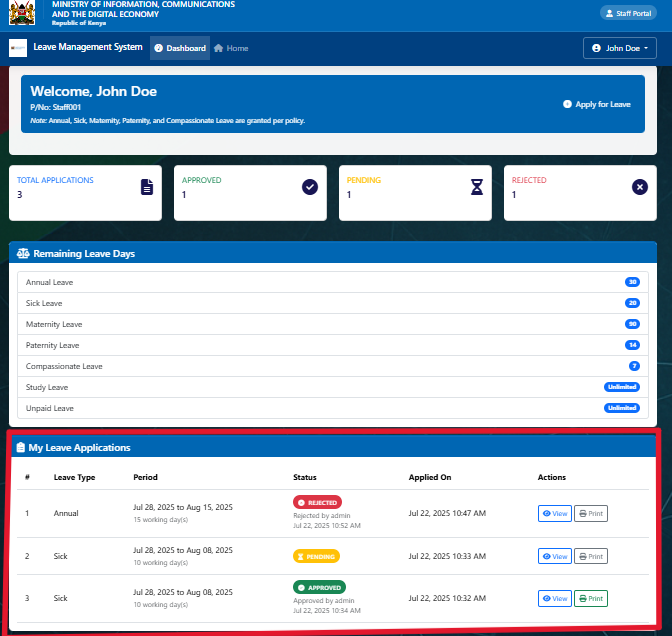 MINISTRY OF INFORMATION, COMMUNICATIONS
AND THE DIGITAL ECONOMY
Republic of Kenya
Staff Portal
Leave Management System Dashboard Home
John Doe
Welcome, John Doe
P/No: Staff001
Note: Annual, Sick, Maternity, Paternity, and Compassionate Leave are granted per policy.
Apply for Leave
TOTAL APPLICATIONS
3
APPROVED
1
PENDING
1
REJECTED
1
Remaining Leave Days
Annual Leave 30
Sick Leave 20
Maternity Leave 90
Paternity Leave 14
Compassionate Leave 7
Study Leave Unlimited
Unpaid Leave Unlimited
My Leave Applications
# Leave Type Period Status Applied On Actions
1 Annual Jul 28, 2025 to Aug 15, 2025
15 working day(s)
REJECTED
Rejected by admin
Jul 22, 2025 10:52 AM
Jul 22, 2025 10:47 AM View Print
2 Sick Jul 28, 2025 to Aug 08, 2025
10 working day(s)
PENDING
Jul 22, 2025 10:33 AM View Print
3 Sick Jul 28, 2025 to Aug 08, 2025
10 working day(s)
APPROVED
Approved by admin
Jul 22, 2025 10:34 AM
Jul 22, 2025 10:32 AM View Print